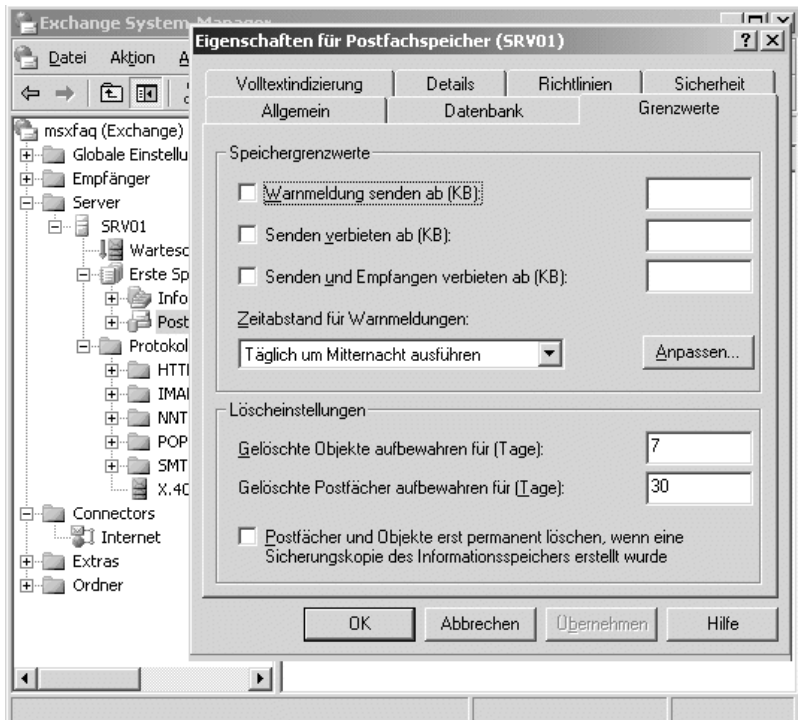 Exchange System-Manager
Datei Aktion A
Eigenschaften für Postfachspeicher (SRV01)
Volltextindizierung Details Richtlinien Sicherheit
Allgemein Datenbank Grenzwerte
msxfaq (Exchange)
Globale Einstellu
Empfänger
Server
SRV01
Wartesc
Erste Sp
Info
Post
Protokol
HTT
IMA
NNT
POP
SMT
X.40
Connectors
Internet
Extras
Ordner
Speichergrenzwerte
Warnmeldung senden ab (KB):
Senden verbieten ab (KB):
Senden und Empfangen verbieten ab (KB):
Zeitabstand für Warnmeldungen:
Täglich um Mitternacht ausführen Anpassen...
Löscheinstellungen
Gelöschte Objekte aufbewahren für (Tage): 7
Gelöschte Postfächer aufbewahren für (Tage): 30
Postfächer und Objekte erst permanent löschen, wenn eine
Sicherungskopie des Informationsspeichers erstellt wurde
OK Abbrechen Übernehmen Hilfe